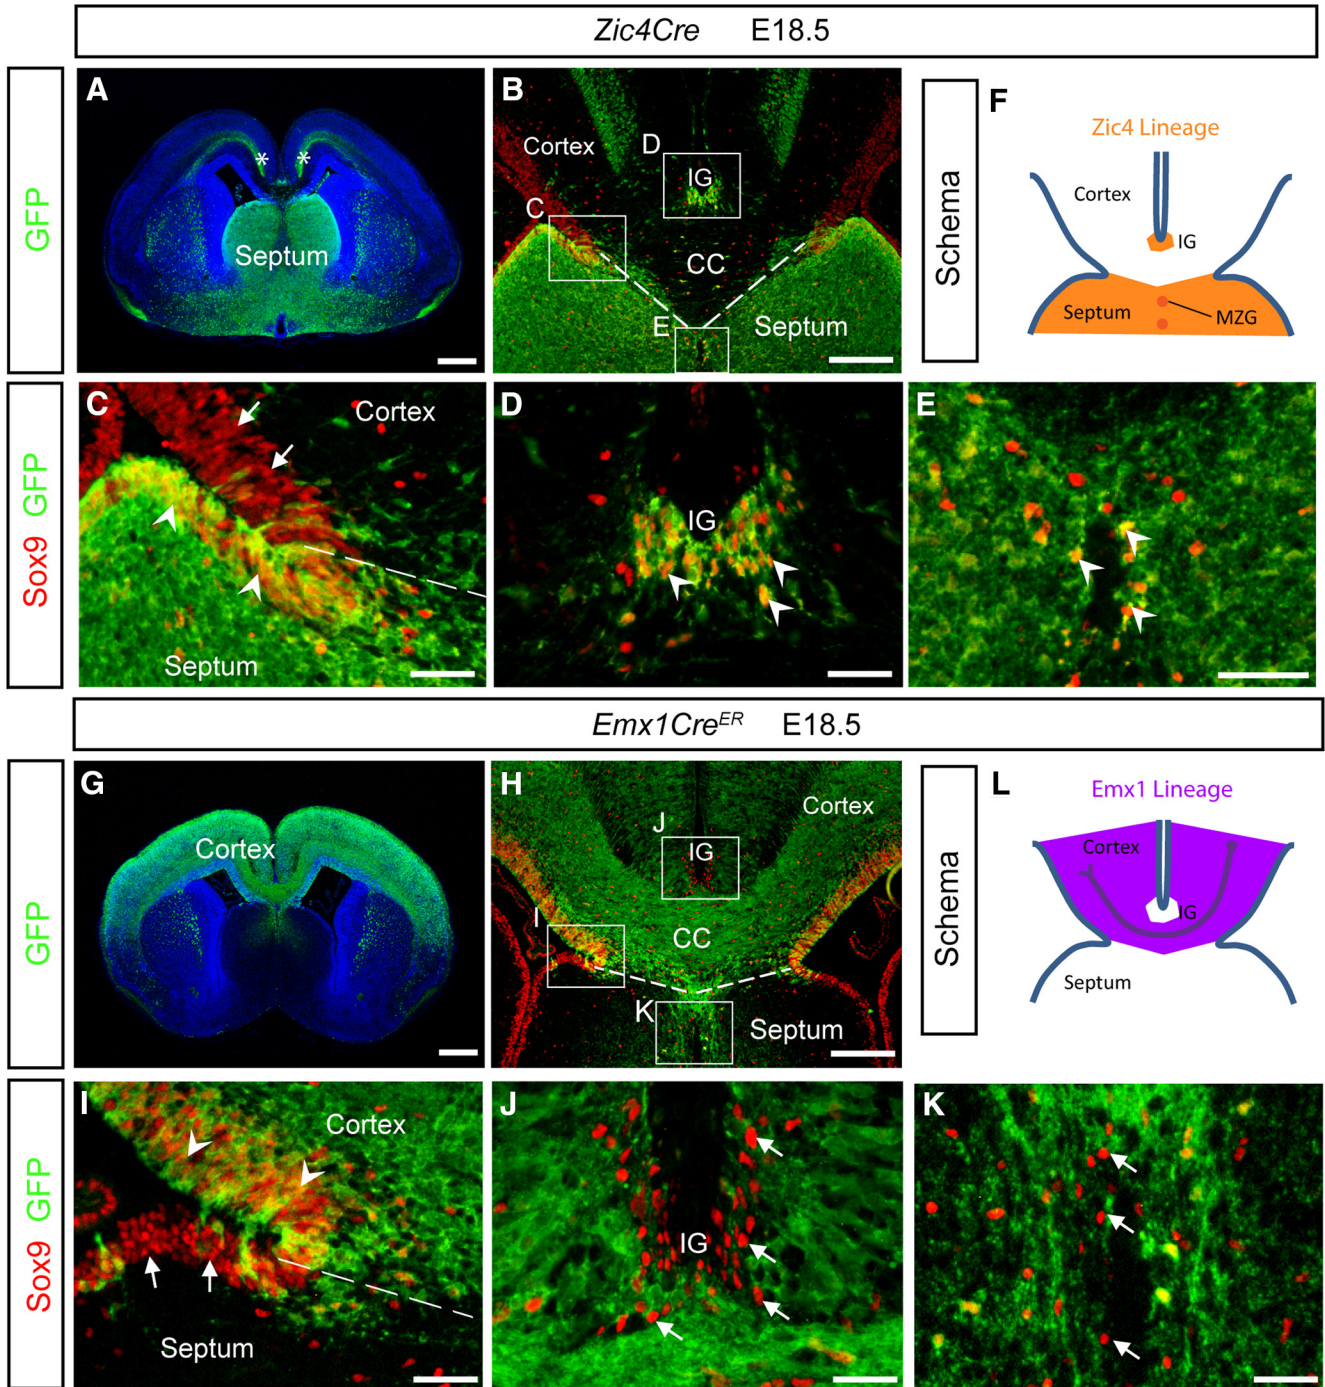 Zic4Cre E18.5
GFP
A
*
*
Septum
B
Cortex
D
IG
C
CC
E
Septum
Schema
F
Zic4 Lineage
Cortex
IG
Septum
MZG
Sox9 GFP
C
Cortex
Septum
D
IG
E
Emx1CreER E18.5
GFP
G
Cortex
H
Cortex
J
IG
I
CC
K
Septum
Schema
L
Emx1 Lineage
Cortex
IG
Septum
Sox9 GFP
I
Cortex
Septum
J
IG
K